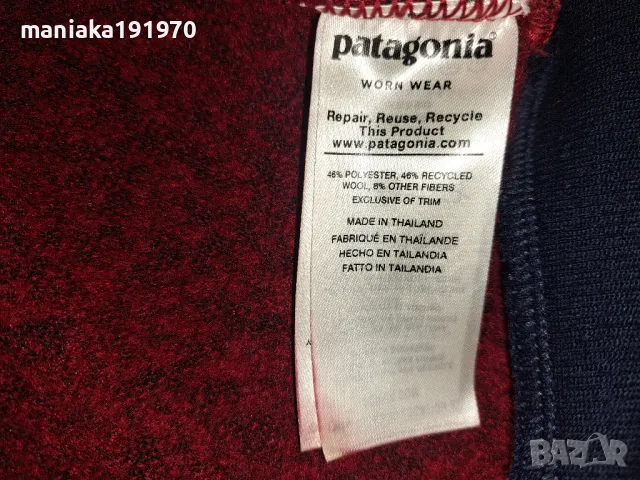 maniaka191970
patagonia
WORN WEAR
Repair, Reuse, Recycle
This Product
www.patagonia.com
46% POLYESTER, 46% RECYCLED
WOOL, 8% OTHER FIBERS
EXCLUSIVE OF TRIM
MADE IN THAILAND
FABRIQUÉ EN THAÏLANDE
HECHO EN TAILANDIA
FATTO IN TAILANDIA
BAZAR